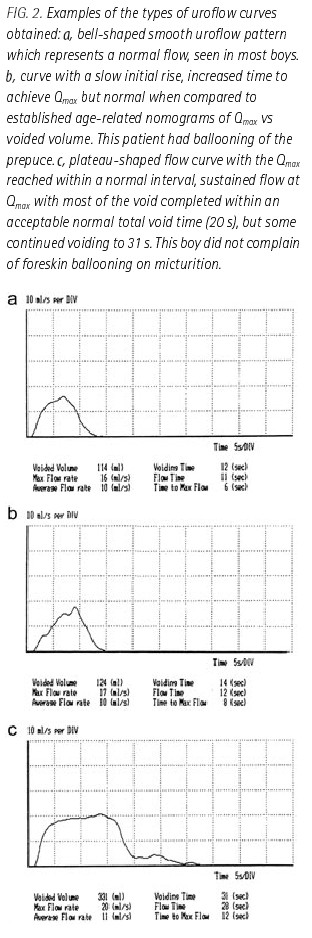 FIG. 2. Examples of the types of uroflow curves
obtained: a, bell-shaped smooth uroflow pattern
which represents a normal flow, seen in most boys.
b, curve with a slow initial rise, increased time to
achieve Qmax but normal when compared to
established age-related nomograms of Qmax vs
voided volume. This patient had ballooning of the
prepuce. c, plateau-shaped flow curve with the Qmax
reached within a normal interval, sustained flow at
Qmax with most of the void completed within an
acceptable normal total void time (20 s), but some
continued voiding to 31 s. This boy did not complain
of foreskin ballooning on micturition.
a 10 ml/s per DIV
Time 5s/DIV
Voided Volume 114 (ml) Voiding Time 12 (sec)
Max Flow rate 16 (ml/s) Flow Time 11 (sec)
Average Flow rate 10 (ml/s) Time to Max Flow 6 (sec)
b 10 ml/s per DIV
Time 5s/DIV
Voided Volume 124 (ml) Voiding Time 14 (sec)
Max Flow rate 17 (ml/s) Flow Time 12 (sec)
Average Flow rate 10 (ml/s) Time to Max Flow 8 (sec)
c 10 ml/s per DIV
Time 5s/DIV
Voided Volume 331 (ml) Voiding Time 31 (sec)
Max Flow rate 20 (ml/s) Flow Time 28 (sec)
Average Flow rate 11 (ml/s) Time to Max Flow 12 (sec)